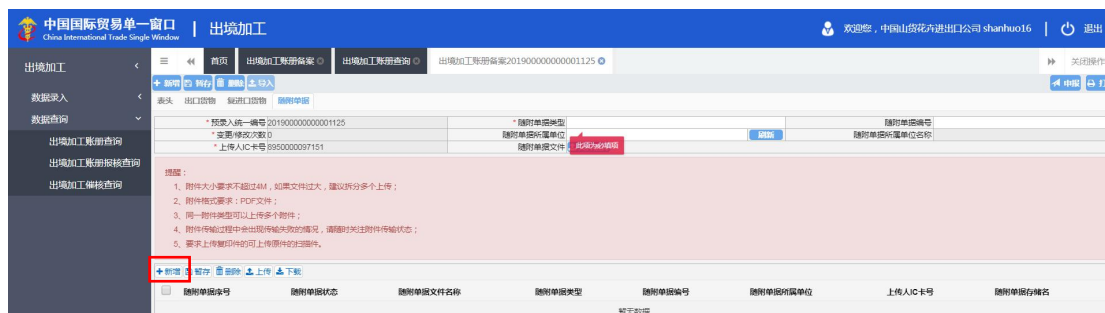 中国国际贸易单一窗口 | 出境加工
China International Trade Single Window
欢迎您，中国山货花卉进出口公司 shanhuo16 | 退出
出境加工
首页 出境加工账册备案 出境加工账册查询 出境加工账册备案201900000000001125 关闭操作
新增 暂存 删除 导入 申报
数据录入
表头 出口货物 复进口货物 随附单据
数据查询
* 预录入统一编号 201900000000001125 * 随附单据类型 随附单据编号
* 变更/修改次数 0 随附单据所属单位 刷新 随附单据所属单位名称
* 上传人IC卡号 8950000097151 随附单据文件 此项为必填项
出境加工账册查询
出境加工账册报核查询
出境加工催核查询
提醒：
1、附件大小要求不超过4M，如果文件过大，建议拆分多个上传；
2、附件格式要求：PDF文件；
3、同一附件类型可以上传多个附件；
4、附件传输过程中会出现传输失败的情况，请随时关注附件传输状态；
5、要求上传复印件的可上传原件的扫描件。
新增 暂存 删除 上传 下载
随附单据序号 随附单据状态 随附单据文件名称 随附单据类型 随附单据编号 随附单据所属单位 上传人IC卡号 随附单据存储名
暂无数据